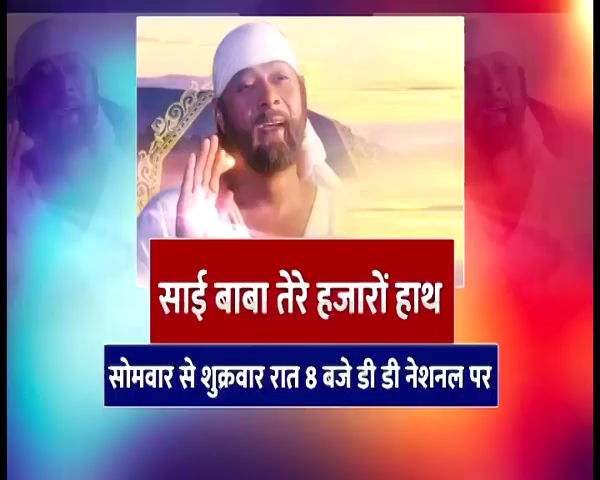 साई बाबा तेरे हजारों हाथ
सोमवार से शुक्रवार रात 8 बजे डी डी नेशनल पर